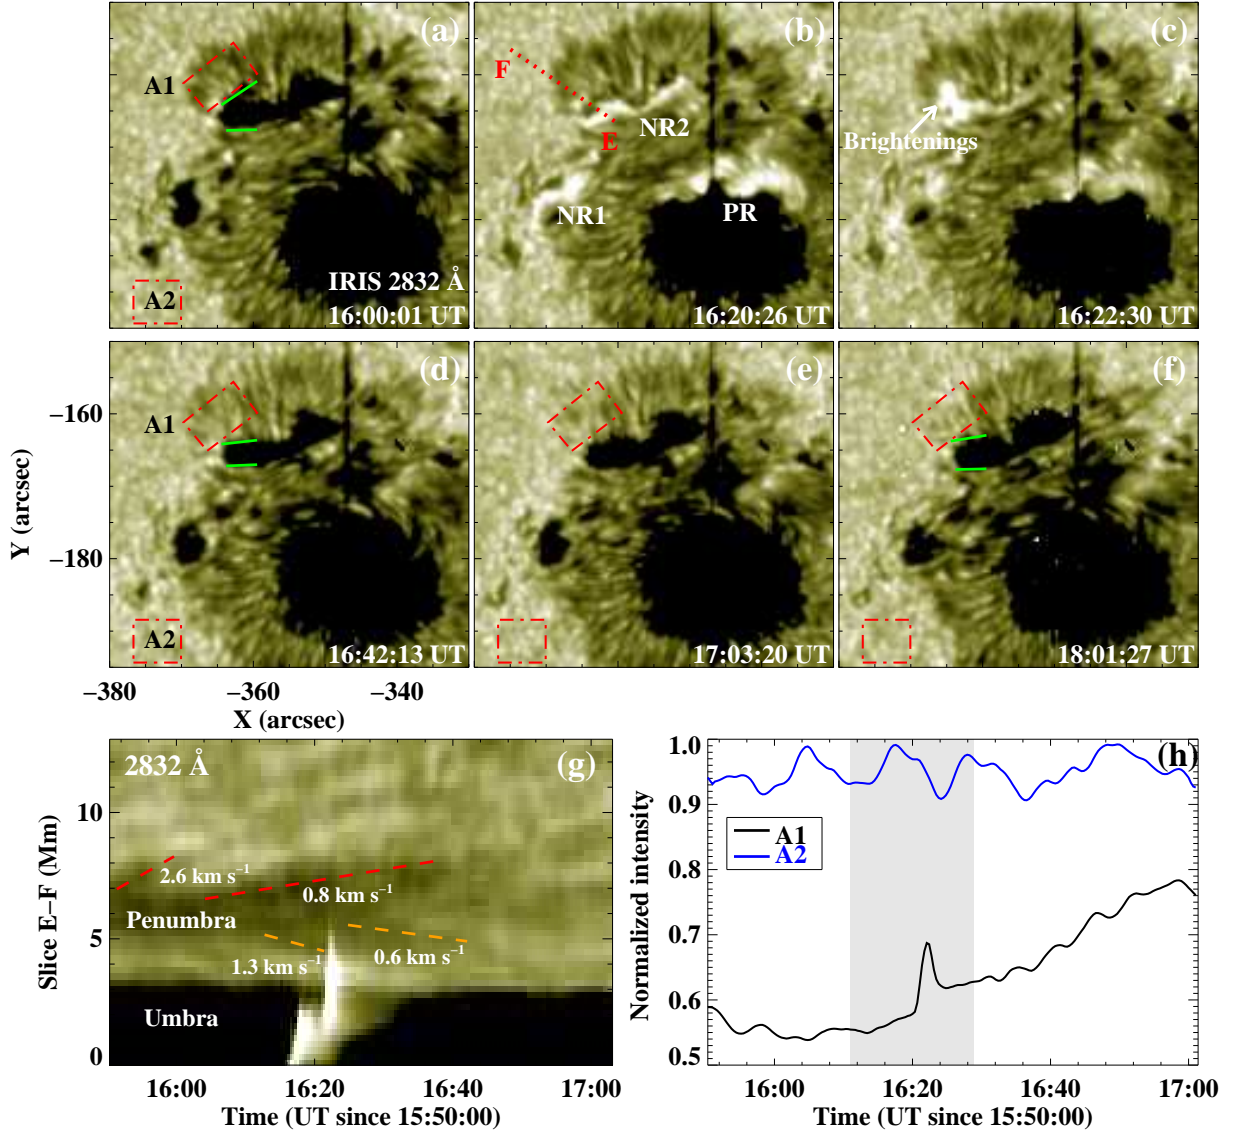 (a)
A1
A2
IRIS 2832 Å
16:00:01 UT
(b)
F
E
NR2
NR1
PR
16:20:26 UT
(c)
Brightenings
16:22:30 UT
(d)
A1
A2
16:42:13 UT
(e)
17:03:20 UT
(f)
18:01:27 UT
−160
−180
Y (arcsec)
−380
−360
−340
X (arcsec)
2832 Å
(g)
2.6 km s⁻¹
0.8 km s⁻¹
Penumbra
1.3 km s⁻¹
0.6 km s⁻¹
Umbra
10
5
0
Slice E−F (Mm)
16:00
16:20
16:40
17:00
Time (UT since 15:50:00)
(h)
A1
A2
1.0
0.9
0.8
0.7
0.6
0.5
Normalized intensity
16:00
16:20
16:40
17:00
Time (UT since 15:50:00)